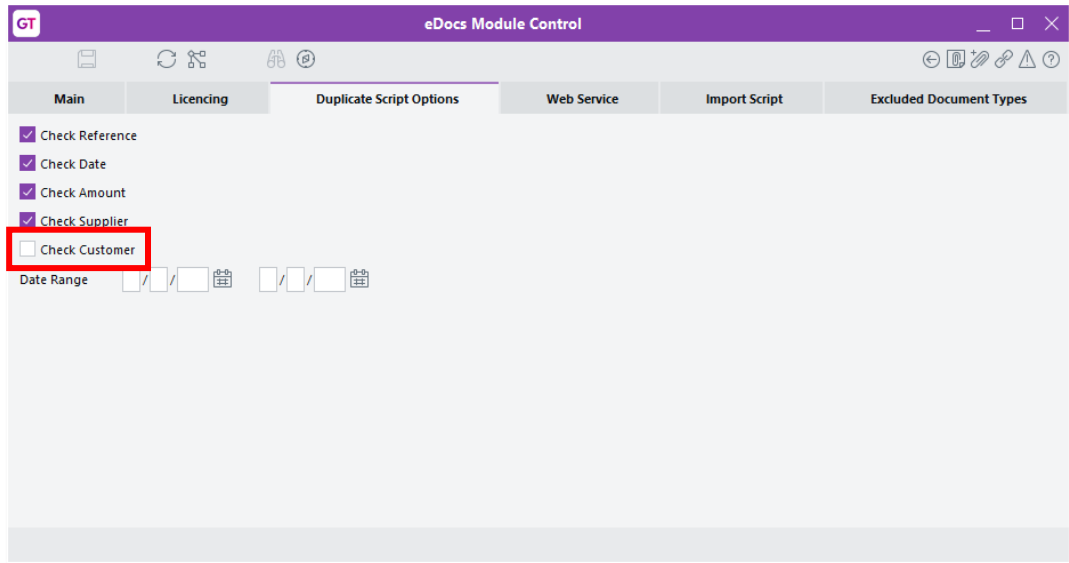 GT eDocs Module Control
Main Licencing Duplicate Script Options Web Service Import Script Excluded Document Types
Check Reference
Check Date
Check Amount
Check Supplier
Check Customer
Date Range / / / /